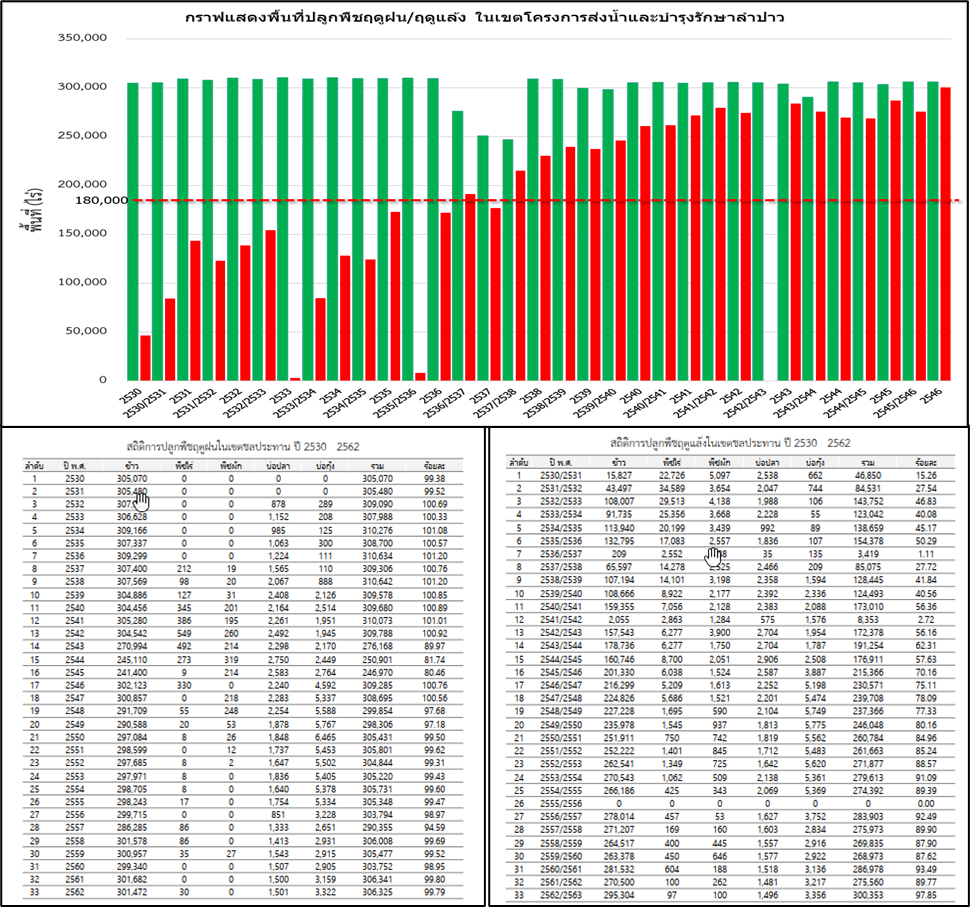 กราฟแสดงพื้นที่ปลูกพืชฤดูฝน/ฤดูแล้ง ในเขตโครงการส่งน้ำและบำรุงรักษาลำปาว
350,000
300,000
250,000
200,000
180,000
150,000
100,000
50,000
0
พื้นที่ (ไร่)
2530 2530/2531 2531 2531/2532 2532 2532/2533 2533 2533/2534 2534 2534/2535 2535 2535/2536 2536 2536/2537 2537 2537/2538 2538 2538/2539 2539 2539/2540 2540 2540/2541 2541 2541/2542 2542 2542/2543 2543 2543/2544 2544 2544/2545 2545 2545/2546 2546
สถิติการปลูกพืชฤดูฝนในเขตชลประทาน ปี 2530 2562
ลำดับ ปี พ.ศ. ข้าว พืชไร่ พืชผัก บ่อปลา บ่อกุ้ง รวม ร้อยละ
1 2530 305,070 0 0 0 0 305,070 99.38
2 2531 305,480 0 0 0 0 305,480 99.52
3 2532 0 0 878 289 309,090 100.69
4 2533 306,628 0 0 1,152 208 307,988 100.33
5 2534 309,166 0 0 985 125 310,276 101.08
6 2535 307,337 0 0 1,063 300 308,700 100.57
7 2536 309,299 0 0 1,224 111 310,634 101.20
8 2537 307,400 212 19 1,565 110 309,306 100.76
9 2538 307,569 98 20 2,067 888 310,642 101.20
10 2539 304,886 127 31 2,408 2,126 309,578 100.85
11 2540 304,456 345 201 2,164 2,514 309,680 100.89
12 2541 305,280 386 195 2,261 1,951 310,073 101.01
13 2542 304,542 549 260 2,492 1,945 309,788 100.92
14 2543 270,994 492 214 2,298 2,170 276,168 89.97
15 2544 245,110 273 319 2,750 2,449 250,901 81.74
16 2545 241,400 9 214 2,583 2,764 246,970 80.46
17 2546 302,123 330 0 2,240 4,592 309,285 100.76
18 2547 300,857 0 218 2,283 5,337 308,695 100.56
19 2548 291,709 55 248 2,254 5,588 299,854 97.68
20 2549 290,588 20 53 1,878 5,767 298,306 97.18
21 2550 297,084 8 26 1,848 6,465 305,431 99.50
22 2551 298,599 0 12 1,737 5,453 305,801 99.62
23 2552 297,685 8 2 1,647 5,502 304,844 99.31
24 2553 297,971 8 0 1,836 5,405 305,220 99.43
25 2554 298,705 8 0 1,640 5,378 305,731 99.60
26 2555 298,243 17 0 1,754 5,334 305,348 99.47
27 2556 299,715 0 851 3,228 303,794 98.97
28 2557 286,285 86 0 1,333 2,651 290,355 94.59
29 2558 301,578 86 0 1,413 2,931 306,008 99.69
30 2559 300,957 35 27 1,543 2,915 305,477 99.52
31 2560 299,340 0 0 1,507 2,905 303,752 98.95
32 2561 301,682 0 0 1,500 3,159 306,341 99.80
33 2562 301,472 30 0 1,501 3,322 306,325 99.79
สถิติการปลูกพืชฤดูแล้งในเขตชลประทาน ปี 2530 2562
ลำดับ ปี พ.ศ. ข้าว พืชไร่ พืชผัก บ่อปลา บ่อกุ้ง รวม ร้อยละ
1 2530/2531 15,827 22,726 5,097 2,538 662 46,850 15.26
2 2531/2532 43,497 34,589 3,654 2,047 744 84,531 27.54
3 2532/2533 108,007 29,513 4,138 1,988 106 143,752 46.83
4 2533/2534 91,735 25,356 3,668 2,228 55 123,042 40.08
5 2534/2535 113,940 20,199 3,439 992 89 138,659 45.17
6 2535/2536 132,795 17,083 2,557 1,836 107 154,378 50.29
7 2536/2537 209 2,552 35 135 3,419 1.11
8 2537/2538 65,597 14,278 2,525 2,466 209 85,075 27.72
9 2538/2539 107,194 14,101 3,198 2,358 1,594 128,445 41.84
10 2539/2540 108,666 8,922 2,177 2,392 2,336 124,493 40.56
11 2540/2541 159,355 7,056 2,128 2,383 2,088 173,010 56.36
12 2541/2542 2,055 2,863 1,284 575 1,576 8,353 2.72
13 2542/2543 157,543 6,277 3,900 2,704 1,954 172,378 56.16
14 2543/2544 178,736 6,277 1,750 2,704 1,787 191,254 62.31
15 2544/2545 160,746 8,700 2,051 2,906 2,508 176,911 57.63
16 2545/2546 201,330 6,038 1,524 2,587 3,887 215,366 70.16
17 2546/2547 216,299 5,209 1,613 2,252 5,198 230,571 75.11
18 2547/2548 224,826 5,686 1,521 2,201 5,474 239,708 78.09
19 2548/2549 227,228 1,695 590 2,104 5,749 237,366 77.33
20 2549/2550 235,978 1,545 937 1,813 5,775 246,048 80.16
21 2550/2551 251,911 750 742 1,819 5,562 260,784 84.96
22 2551/2552 252,222 1,401 845 1,712 5,483 261,663 85.24
23 2552/2553 262,541 1,349 725 1,642 5,620 271,877 88.57
24 2553/2554 270,543 1,062 509 2,138 5,361 279,613 91.09
25 2554/2555 266,186 425 343 2,069 5,369 274,392 89.39
26 2555/2556 0 0 0 0 0 0 0.00
27 2556/2557 278,014 457 53 1,627 3,752 283,903 92.49
28 2557/2558 271,207 169 160 1,603 2,834 275,973 89.90
29 2558/2559 264,517 400 445 1,557 2,916 269,835 87.90
30 2559/2560 263,378 450 646 1,577 2,922 268,973 87.62
31 2560/2561 281,532 604 188 1,518 3,136 286,978 93.49
32 2561/2562 270,500 100 262 1,481 3,217 275,560 89.77
33 2562/2563 295,304 97 100 1,496 3,356 300,353 97.85